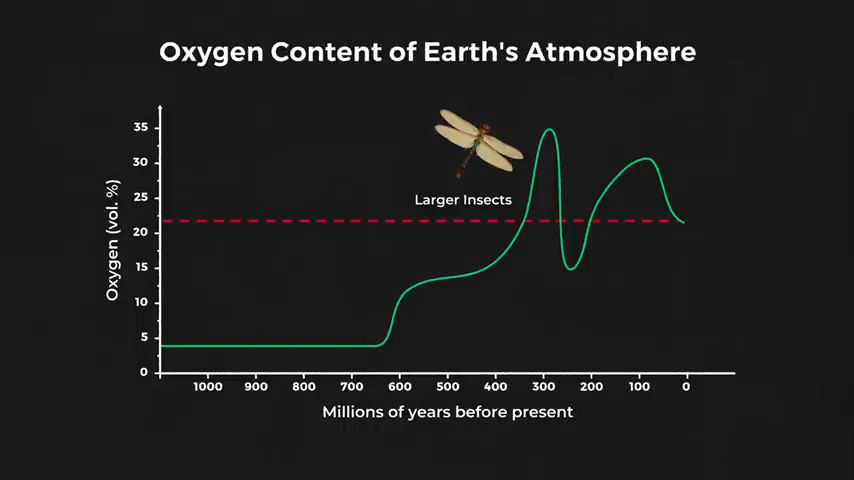 Oxygen Content of Earth's Atmosphere
35
30
25
20
15
10
5
0
Oxygen (vol. %)
Larger Insects
1000 900 800 700 600 500 400 300 200 100 0
Millions of years before present